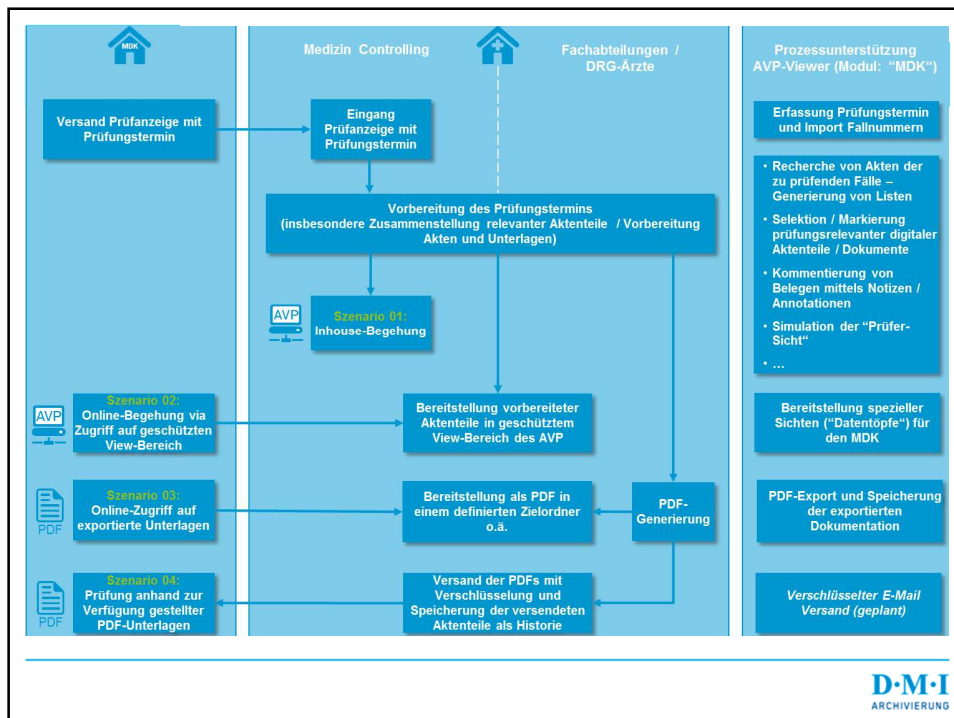 MDK
Medizin Controlling
Fachabteilungen /
DRG-Ärzte
Prozessunterstützung
AVP-Viewer (Modul: “MDK“)
Versand Prüfanzeige mit
Prüfungstermin
Eingang
Prüfanzeige mit
Prüfungstermin
Erfassung Prüfungstermin
und Import Fallnummern
Vorbereitung des Prüfungstermins
(insbesondere Zusammenstellung relevanter Aktenteile / Vorbereitung
Akten und Unterlagen)
• Recherche von Akten der
zu prüfenden Fälle –
Generierung von Listen
• Selektion / Markierung
prüfungsrelevanter digitaler
Aktenteile / Dokumente
• Kommentierung von
Belegen mittels Notizen /
Annotationen
• Simulation der “Prüfer-
Sicht“
• ...
AVP
Szenario 01:
Inhouse-Begehung
AVP
Szenario 02:
Online-Begehung via
Zugriff auf geschützten
View-Bereich
Bereitstellung vorbereiteter
Aktenteile in geschütztem
View-Bereich des AVP
Bereitstellung spezieller
Sichten (“Datentöpfe“) für
den MDK
PDF
Szenario 03:
Online-Zugriff auf
exportierte Unterlagen
Bereitstellung als PDF in
einem definierten Zielordner
o.ä.
PDF-
Generierung
PDF-Export und Speicherung
der exportierten
Dokumentation
PDF
Szenario 04:
Prüfung anhand zur
Verfügung gestellter
PDF-Unterlagen
Versand der PDFs mit
Verschlüsselung und
Speicherung der versendeten
Aktenteile als Historie
Verschlüsselter E-Mail
Versand (geplant)
D·M·I
ARCHIVIERUNG